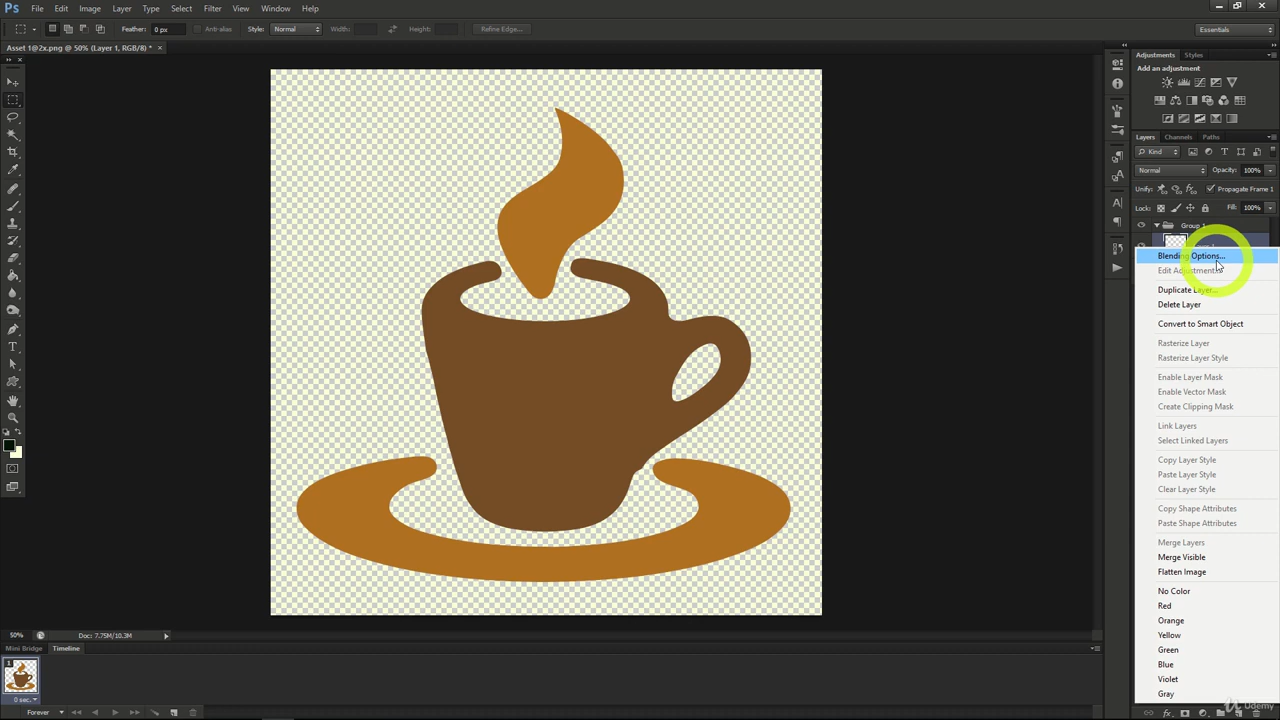 Ps File Edit Image Layer Type Select Filter View Window Help
Feather: 0 px Anti-alias Style: Normal Width: Height: Refine Edge... Essentials
Asset 1@2x.png @ 50% (Layer 1, RGB/8) * ×
Adjustments Styles
Add an adjustment
Layers Channels Paths
Kind
Normal Opacity: 100%
Unify: Propagate Frame 1
Lock: Fill: 100%
Group 1
Blending Options...
Edit Adjustment...
Duplicate Layer...
Delete Layer
Convert to Smart Object
Rasterize Layer
Rasterize Layer Style
Enable Layer Mask
Enable Vector Mask
Create Clipping Mask
Link Layers
Select Linked Layers
Copy Layer Style
Paste Layer Style
Clear Layer Style
Copy Shape Attributes
Paste Shape Attributes
Merge Layers
Merge Visible
Flatten Image
No Color
Red
Orange
Yellow
Green
Blue
Violet
Gray
50% Doc: 7.75M/10.3M
Mini Bridge Timeline
1
0 sec.
Forever
Udemy